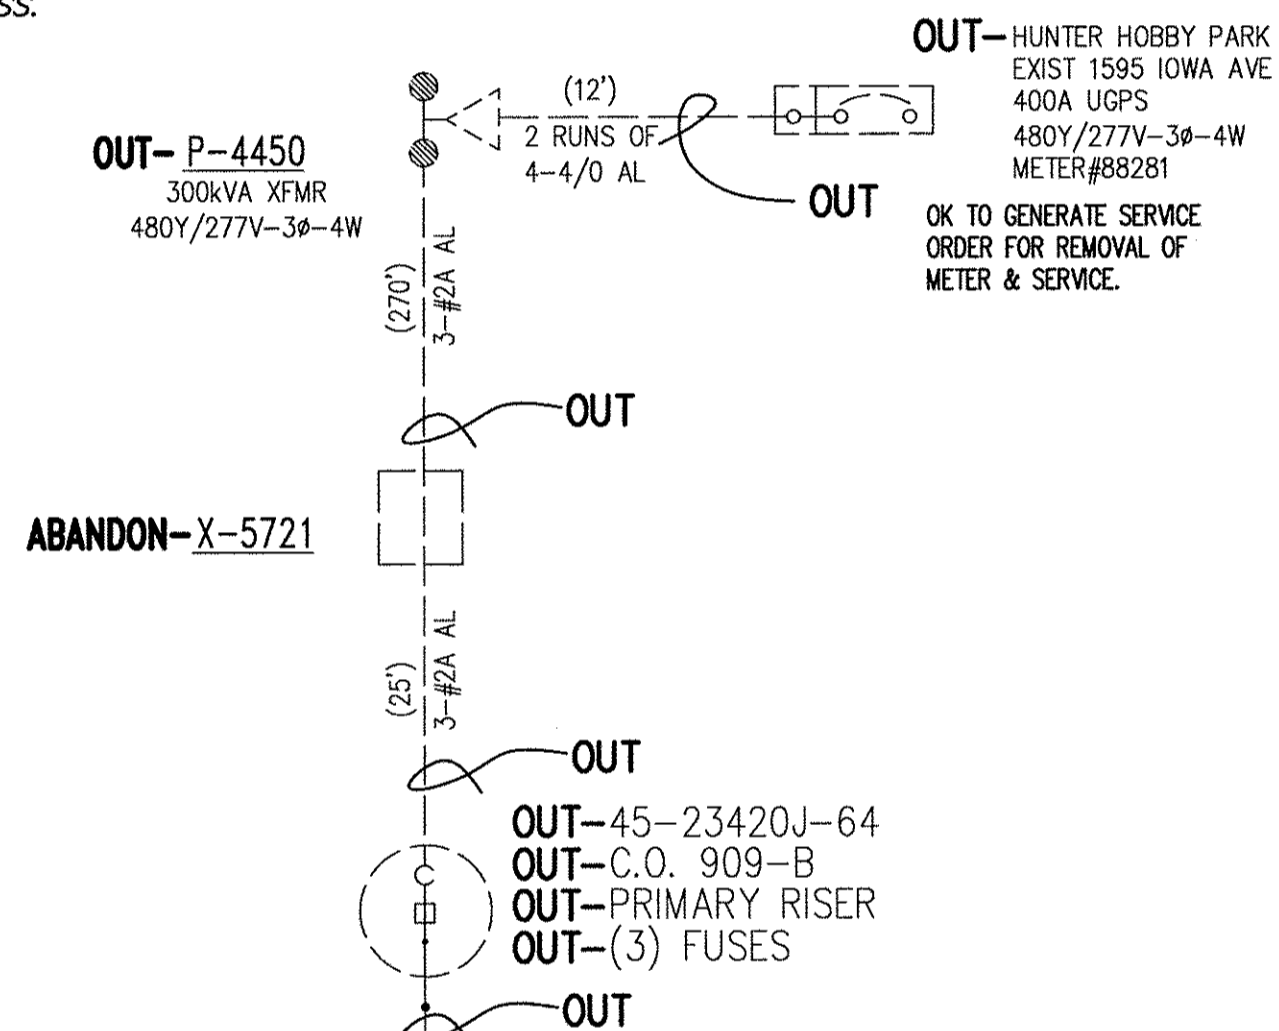 SS.
OUT-HUNTER HOBBY PARK
EXIST 1595 IOWA AVE
400A UGPS
480Y/277V-3ø-4W
METER#88281
OK TO GENERATE SERVICE
ORDER FOR REMOVAL OF
METER & SERVICE.
(12')
2 RUNS OF
4-4/0 AL
OUT
OUT- P-4450
300kVA XFMR
480Y/277V-3ø-4W
(270')
3-#2A AL
OUT
ABANDON-X-5721
(25')
3-#2A AL
OUT
OUT-45-23420J-64
OUT-C.O. 909-B
OUT-PRIMARY RISER
OUT-(3) FUSES
OUT